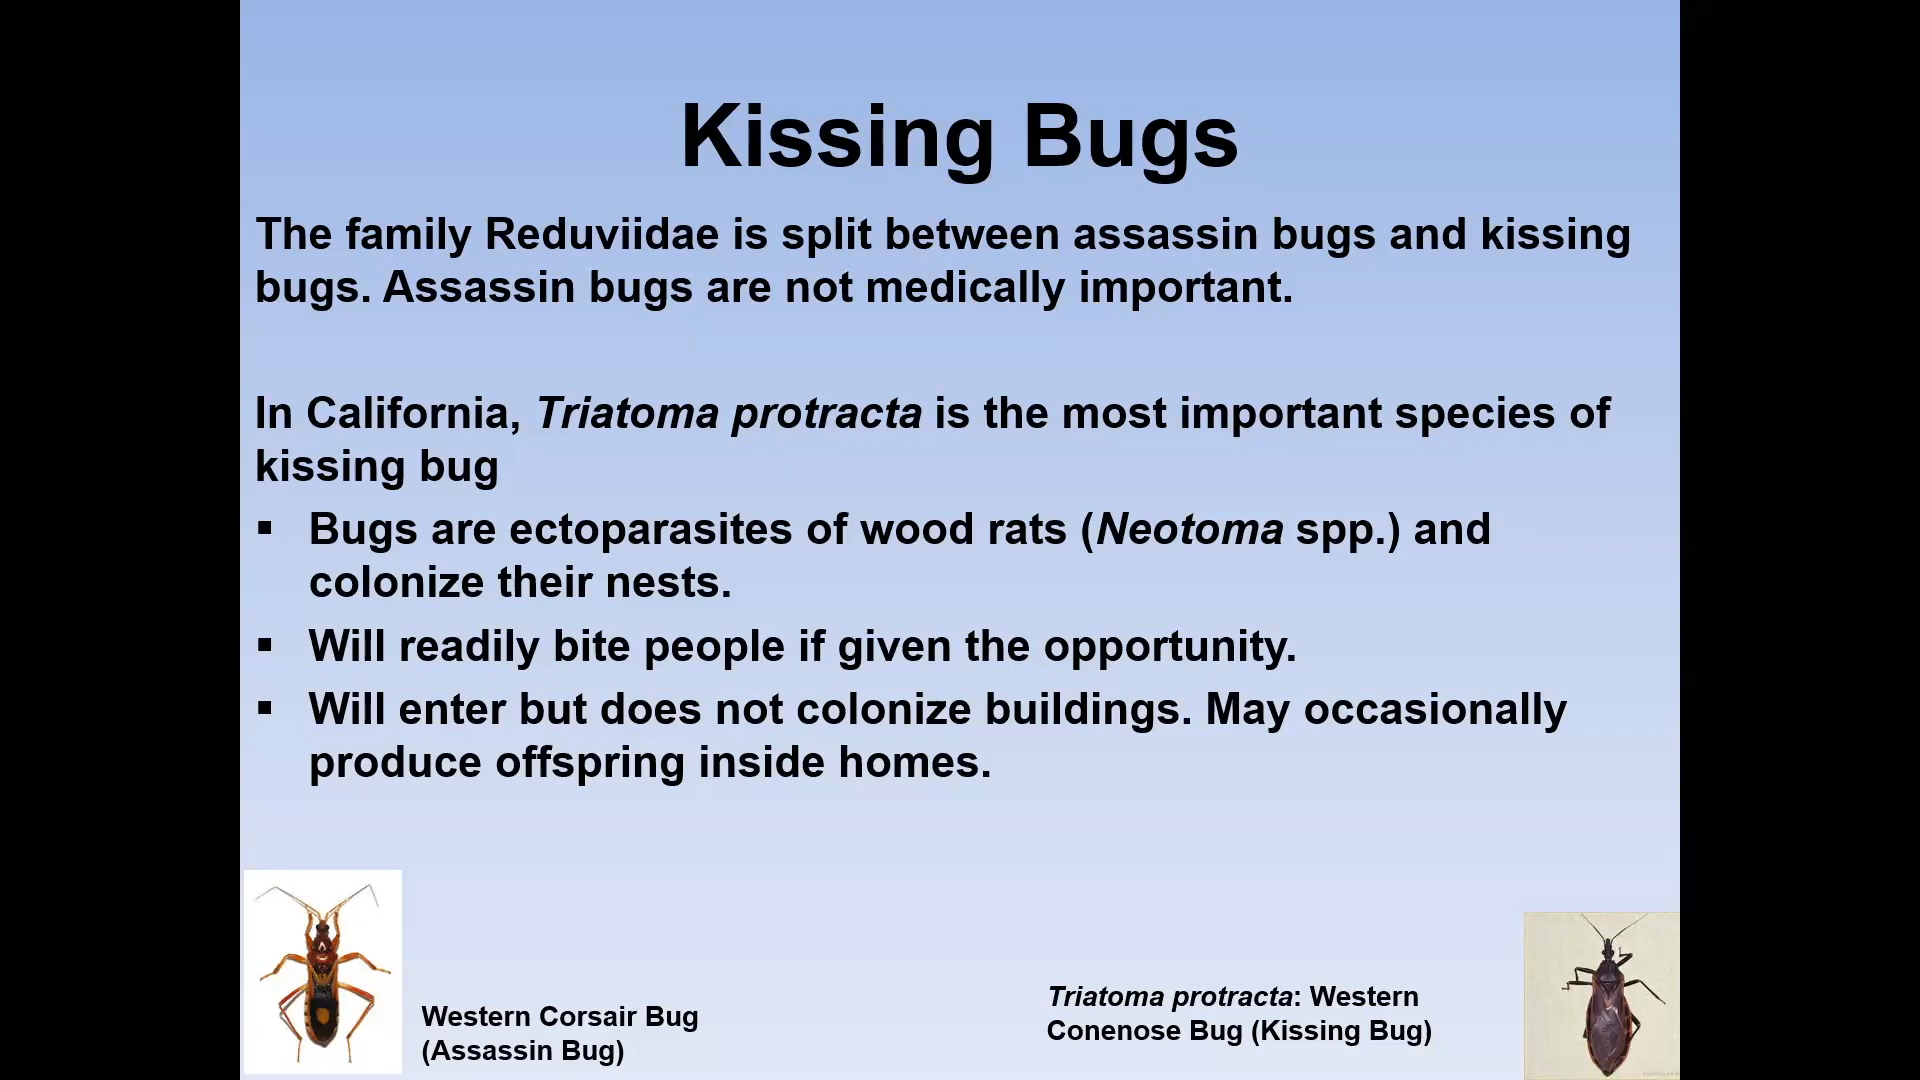 Kissing Bugs
The family Reduviidae is split between assassin bugs and kissing
bugs. Assassin bugs are not medically important.
In California, Triatoma protracta is the most important species of
kissing bug
▪ Bugs are ectoparasites of wood rats (Neotoma spp.) and
colonize their nests.
▪ Will readily bite people if given the opportunity.
▪ Will enter but does not colonize buildings. May occasionally
produce offspring inside homes.
Western Corsair Bug
(Assassin Bug)
Triatoma protracta: Western
Conenose Bug (Kissing Bug)